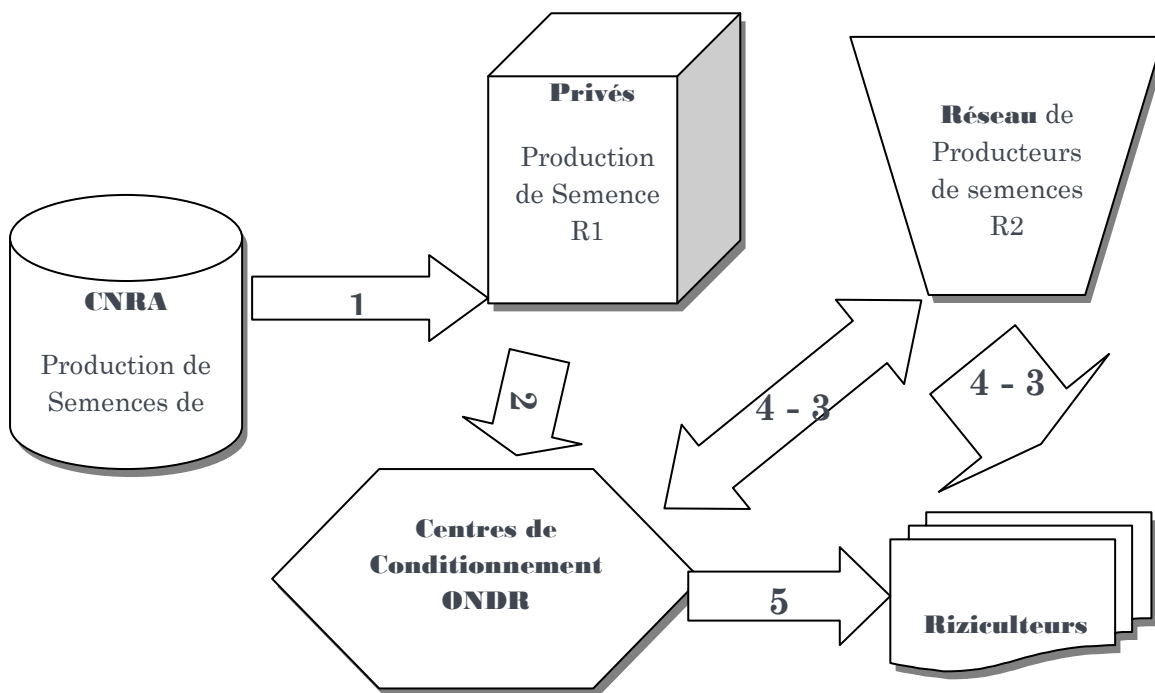 Privés
Production
de Semence
R1
Réseau de
Producteurs
de semences
R2
CNRA
Production de
Semences de
1
2
4 - 3
4 - 3
Centres de
Conditionnement
ONDR
5
Riziculteurs